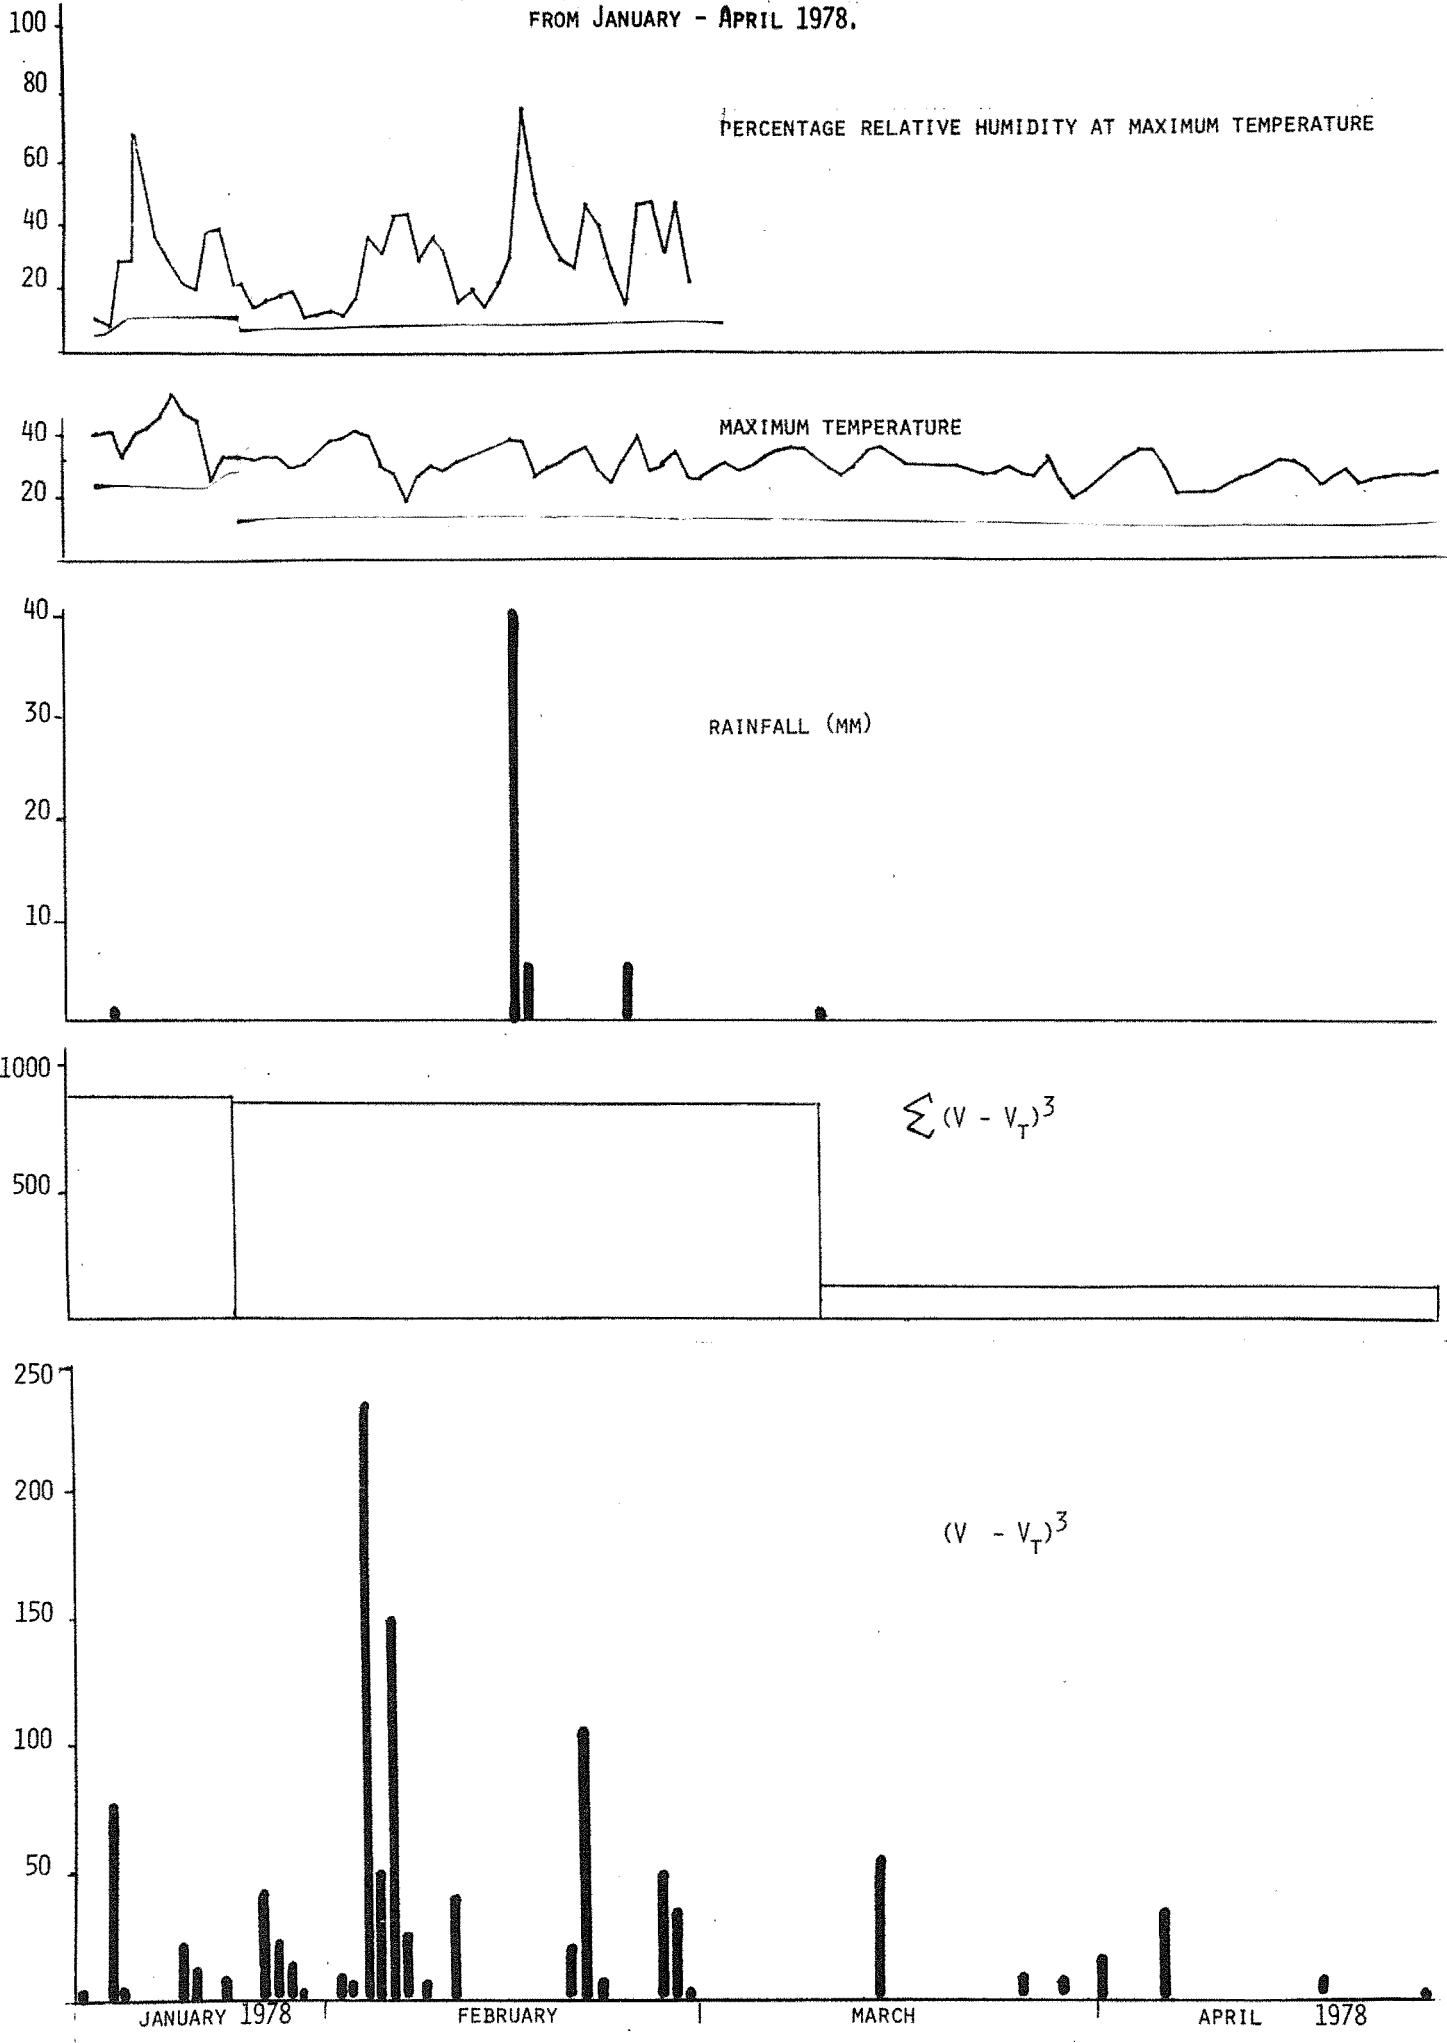 FROM JANUARY - APRIL 1978.
100
80
PERCENTAGE RELATIVE HUMIDITY AT MAXIMUM TEMPERATURE
60
40
20
MAXIMUM TEMPERATURE
40
20
40
30
RAINFALL (MM)
20
10
1000
∑(V - V_T)³
500
250
200
(V - V_T)³
150
100
50
JANUARY 1978 FEBRUARY MARCH APRIL 1978